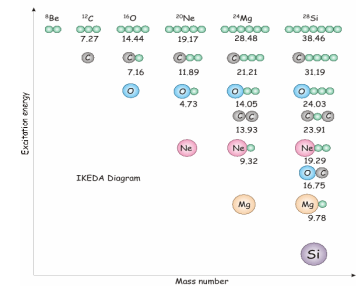 ⁸Be ¹²C ¹⁶O ²⁰Ne ²⁴Mg ²⁸Si
7.27 14.44 19.17 28.48 38.46
C C C C C
7.16 11.89 21.21 31.19
O O O O
4.73 14.05 24.03
C C C C
13.93 23.91
Ne Ne Ne
9.32 19.29
O C
IKEDA Diagram
16.75
Mg Mg
9.78
Si
Excitation energy
Mass number